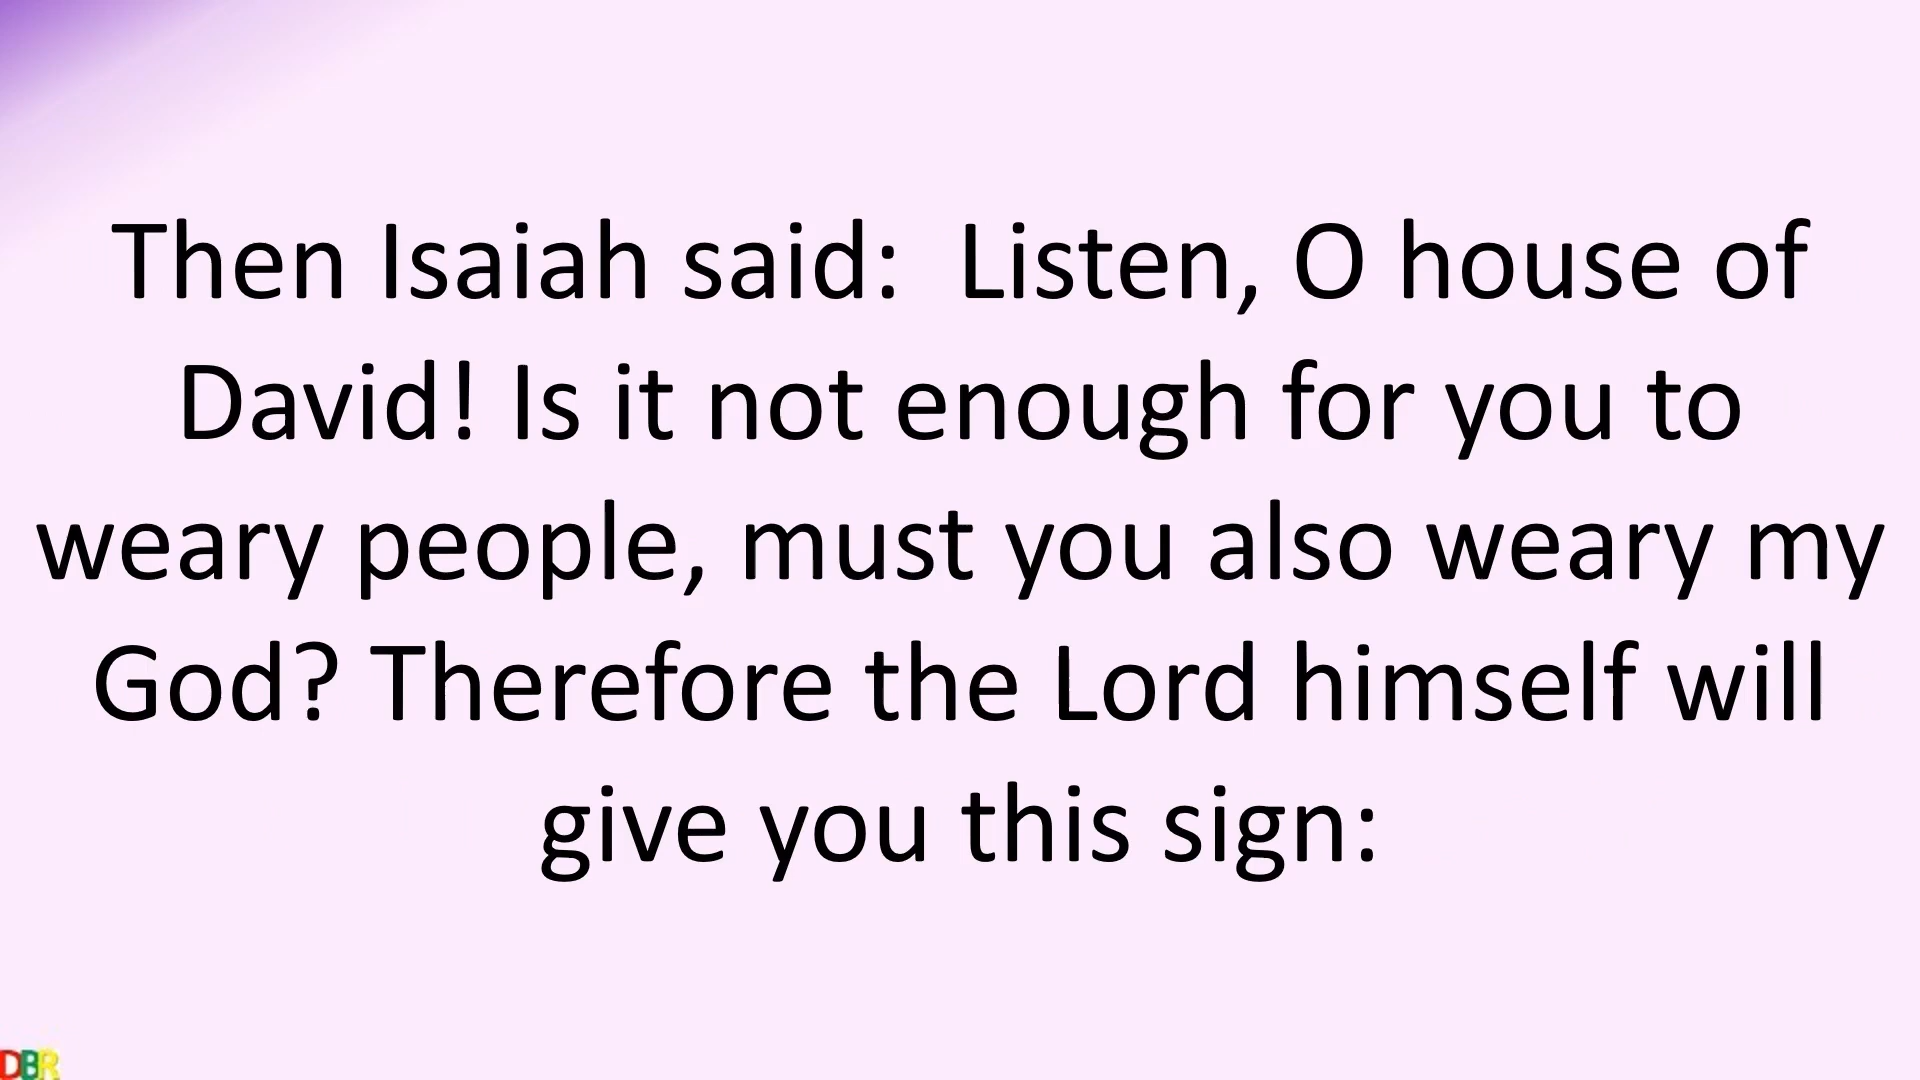 Then Isaiah said:  Listen, O house of
David! Is it not enough for you to
weary people, must you also weary my
God? Therefore the Lord himself will
give you this sign:
DBR